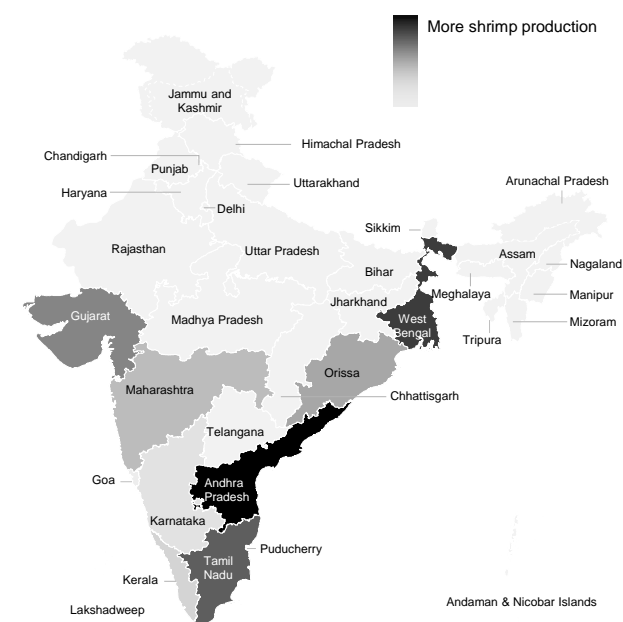 More shrimp production
Jammu and
Kashmir
Himachal Pradesh
Chandigarh
Punjab
Uttarakhand
Haryana
Arunachal Pradesh
Delhi
Sikkim
Rajasthan
Uttar Pradesh
Assam
Nagaland
Bihar
Meghalaya
Manipur
Jharkhand
Gujarat
Madhya Pradesh
West
Bengal
Mizoram
Tripura
Orissa
Maharashtra
Chhattisgarh
Telangana
Goa
Andhra
Pradesh
Karnataka
Puducherry
Tamil
Nadu
Kerala
Lakshadweep
Andaman & Nicobar Islands